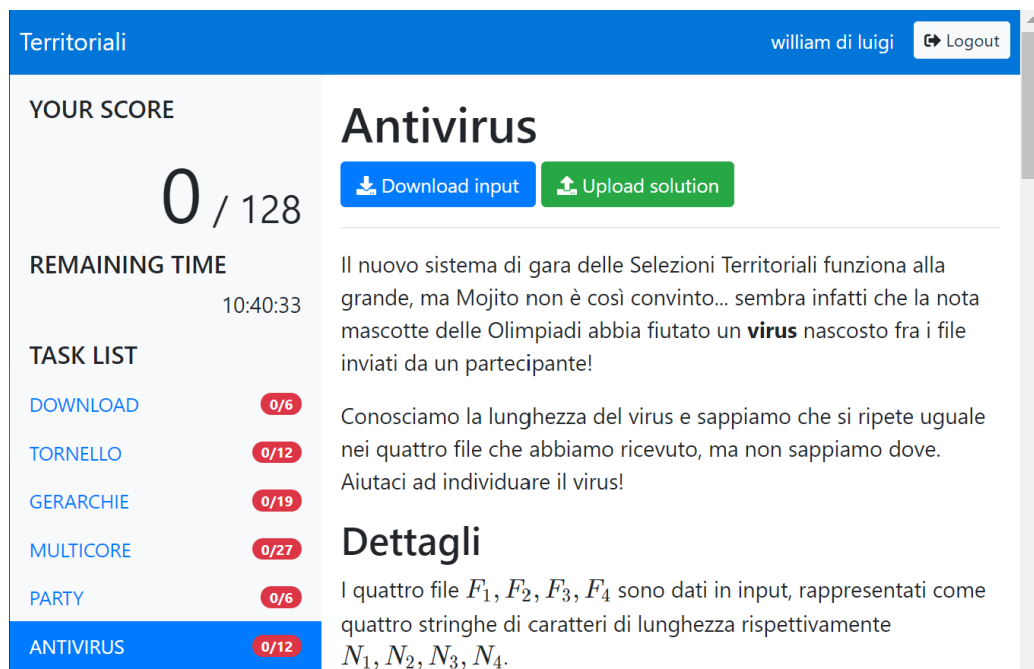 Territoriali
william di luigi
Logout
YOUR SCORE
0 / 128
REMAINING TIME
10:40:33
TASK LIST
DOWNLOAD 0/6
TORNELLO 0/12
GERARCHIE 0/19
MULTICORE 0/27
PARTY 0/6
ANTIVIRUS 0/12
Antivirus
Download input
Upload solution
Il nuovo sistema di gara delle Selezioni Territoriali funziona alla
grande, ma Mojito non è così convinto... sembra infatti che la nota
mascotte delle Olimpiadi abbia fiutato un virus nascosto fra i file
inviati da un partecipante!
Conosciamo la lunghezza del virus e sappiamo che si ripete uguale
nei quattro file che abbiamo ricevuto, ma non sappiamo dove.
Aiutaci ad individuare il virus!
Dettagli
I quattro file F₁, F₂, F₃, F₄ sono dati in input, rappresentati come
quattro stringhe di caratteri di lunghezza rispettivamente
N₁, N₂, N₃, N₄.